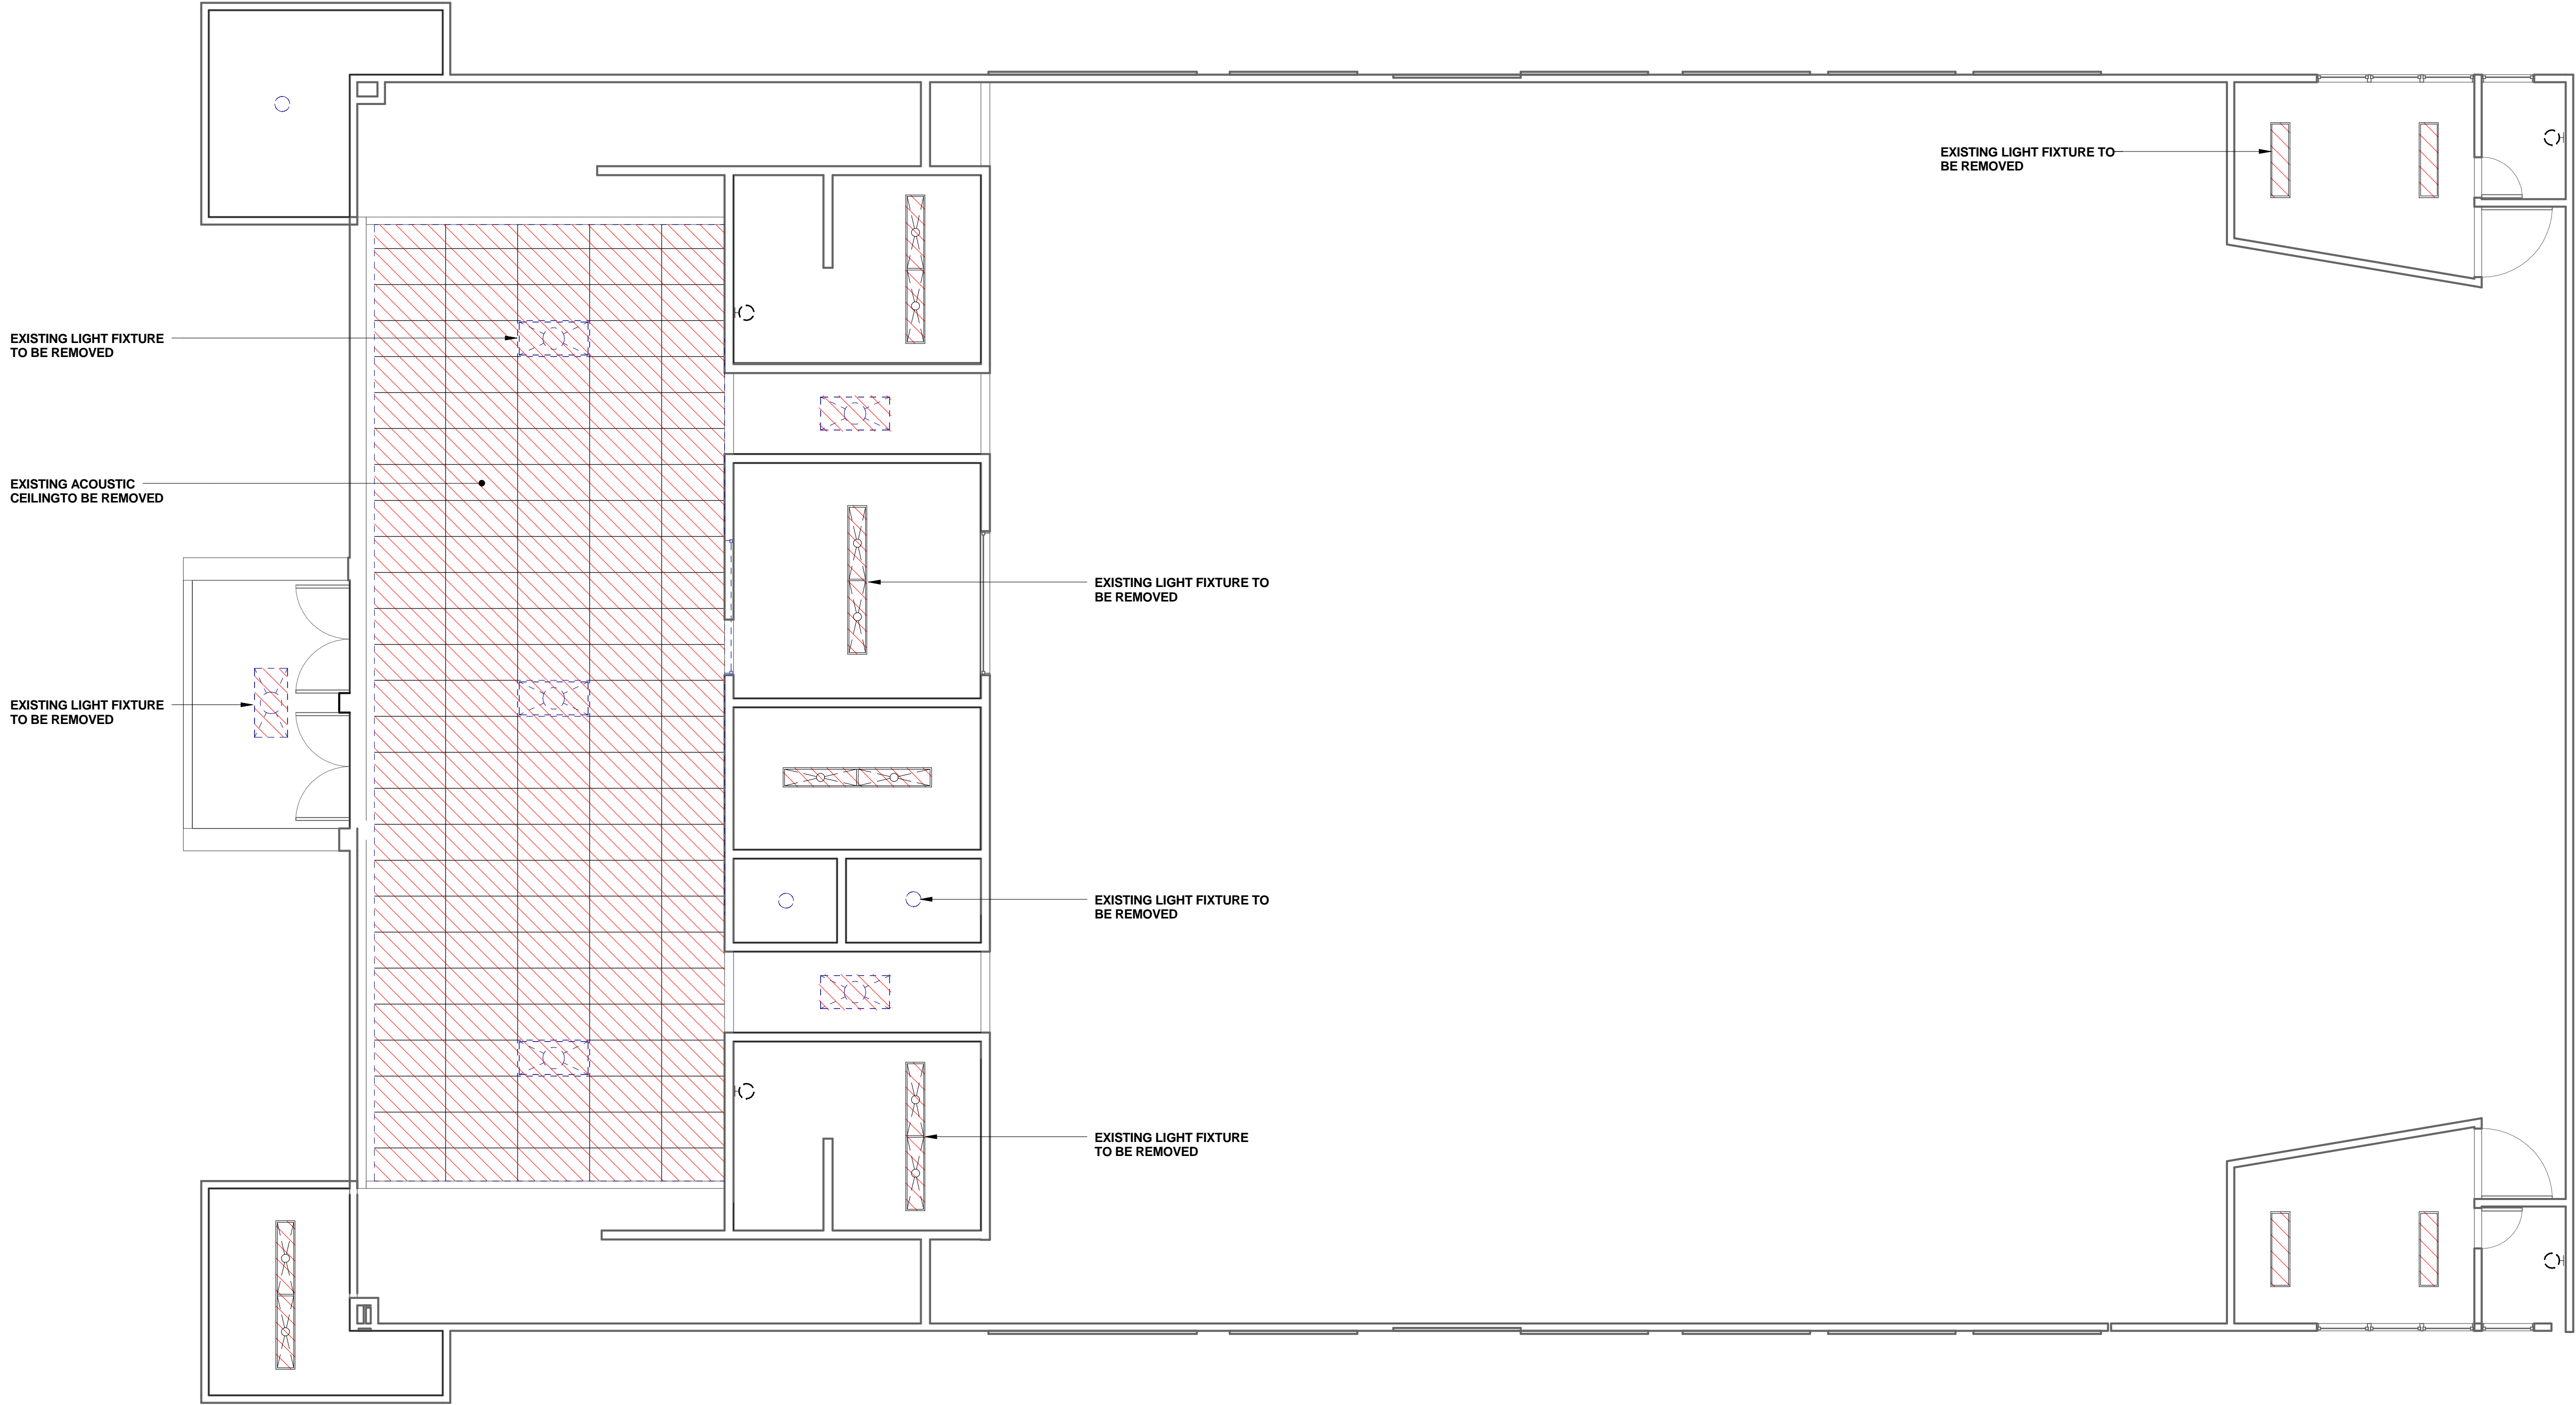 EXISTING LIGHT FIXTURE TO
BE REMOVED
EXISTING LIGHT FIXTURE
TO BE REMOVED
EXISTING ACOUSTIC
CEILINGTO BE REMOVED
EXISTING LIGHT FIXTURE TO
BE REMOVED
EXISTING LIGHT FIXTURE
TO BE REMOVED
EXISTING LIGHT FIXTURE TO
BE REMOVED
EXISTING LIGHT FIXTURE
TO BE REMOVED